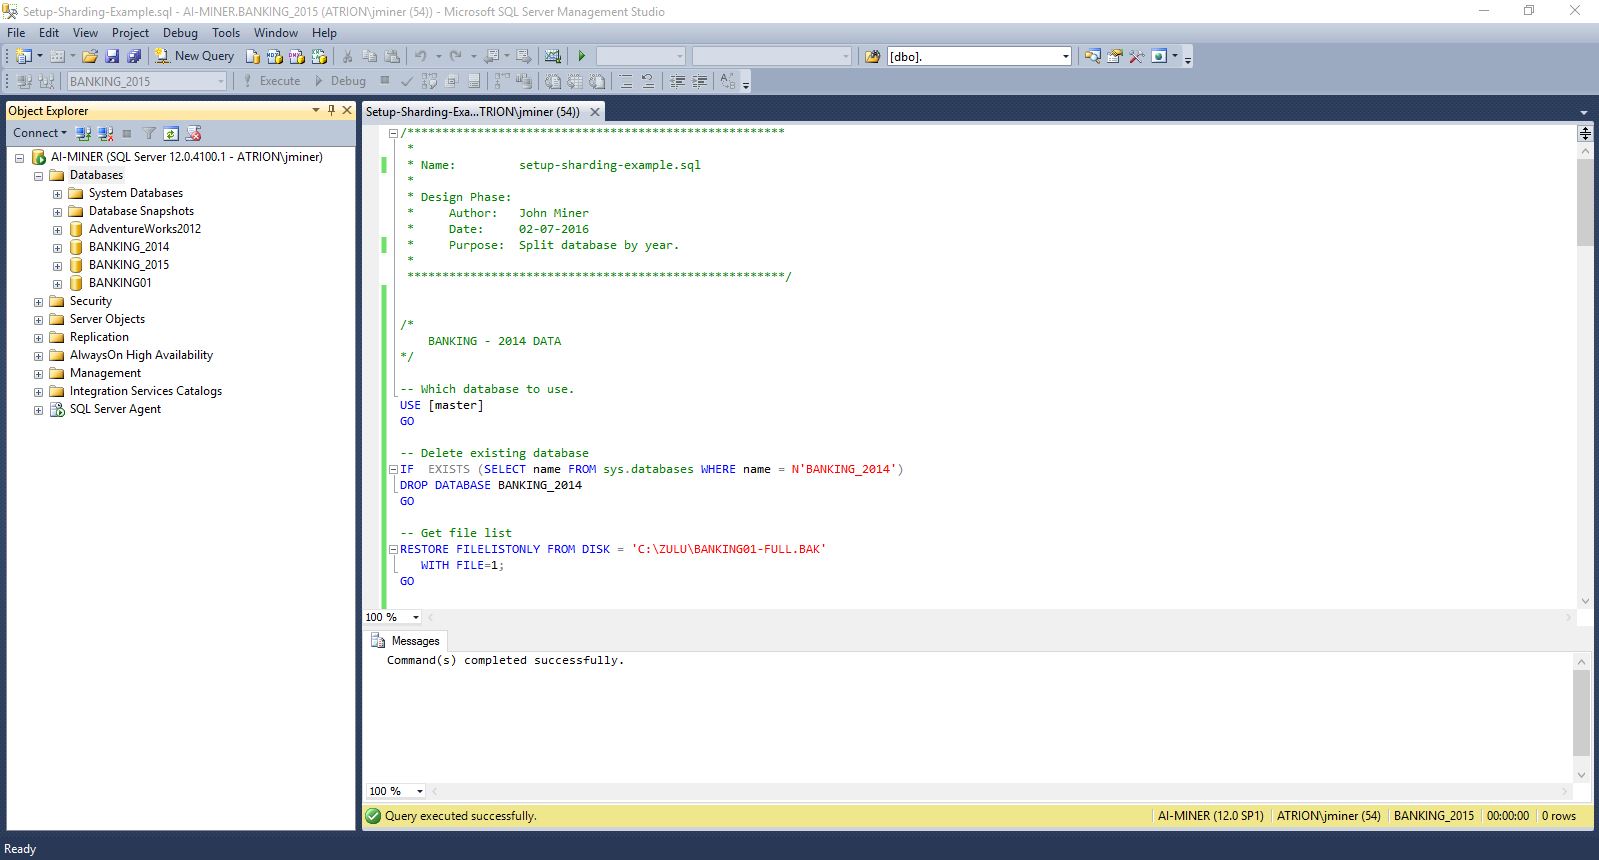 Setup-Sharding-Example.sql - AI-MINER.BANKING_2015 (ATRION\jminer (54)) - Microsoft SQL Server Management Studio
File Edit View Project Debug Tools Window Help
New Query [dbo].
BANKING_2015 Execute Debug
Object Explorer
Connect
AI-MINER (SQL Server 12.0.4100.1 - ATRION\jminer)
Databases
System Databases
Database Snapshots
AdventureWorks2012
BANKING_2014
BANKING_2015
BANKING01
Security
Server Objects
Replication
AlwaysOn High Availability
Management
Integration Services Catalogs
SQL Server Agent
Setup-Sharding-Exa...TRION\jminer (54))
/******************************************************
*
* Name: setup-sharding-example.sql
*
* Design Phase:
* Author: John Miner
* Date: 02-07-2016
* Purpose: Split database by year.
*
******************************************************/
/*
BANKING - 2014 DATA
*/
-- Which database to use.
USE [master]
GO
-- Delete existing database
IF EXISTS (SELECT name FROM sys.databases WHERE name = N'BANKING_2014')
DROP DATABASE BANKING_2014
GO
-- Get file list
RESTORE FILELISTONLY FROM DISK = 'C:\ZULU\BANKING01-FULL.BAK'
WITH FILE=1;
GO
100 %
Messages
Command(s) completed successfully.
100 %
Query executed successfully. AI-MINER (12.0 SP1) ATRION\jminer (54) BANKING_2015 00:00:00 0 rows
Ready